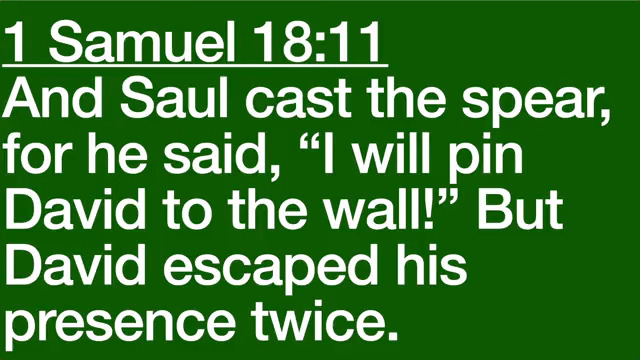 1 Samuel 18:11
And Saul cast the spear,
for he said, “I will pin
David to the wall!” But
David escaped his
presence twice.